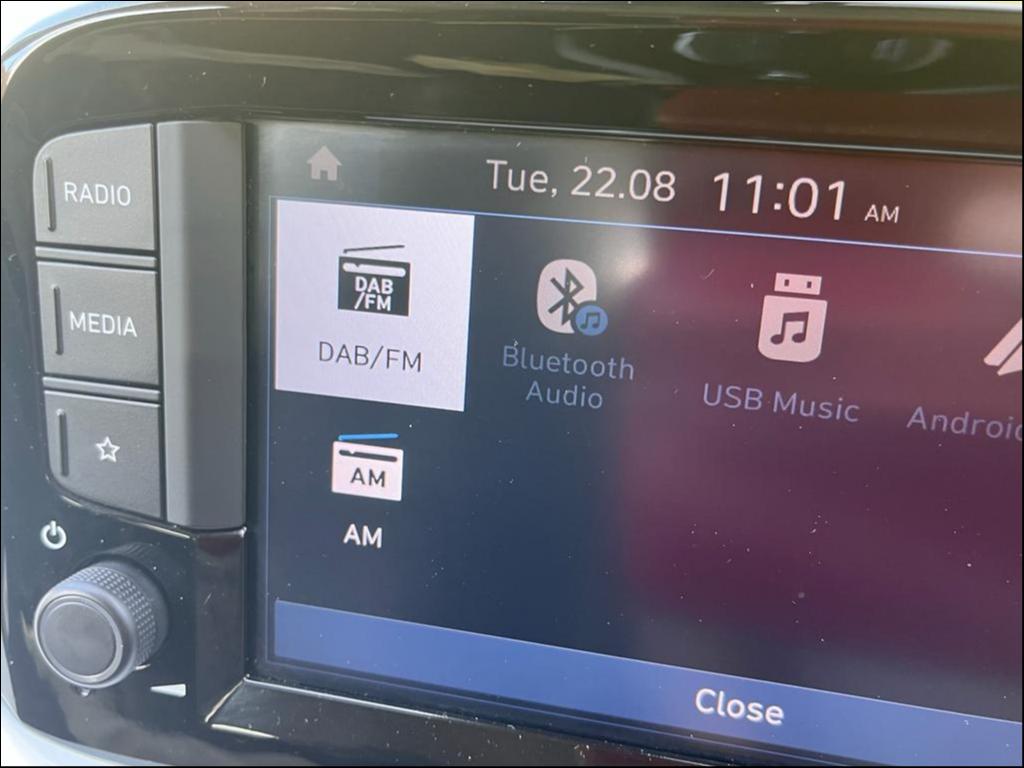 RADIO
MEDIA
Tue, 22.08 11:01 AM
DAB
/FM
DAB/FM
Bluetooth
Audio
USB Music
AM
AM
Close